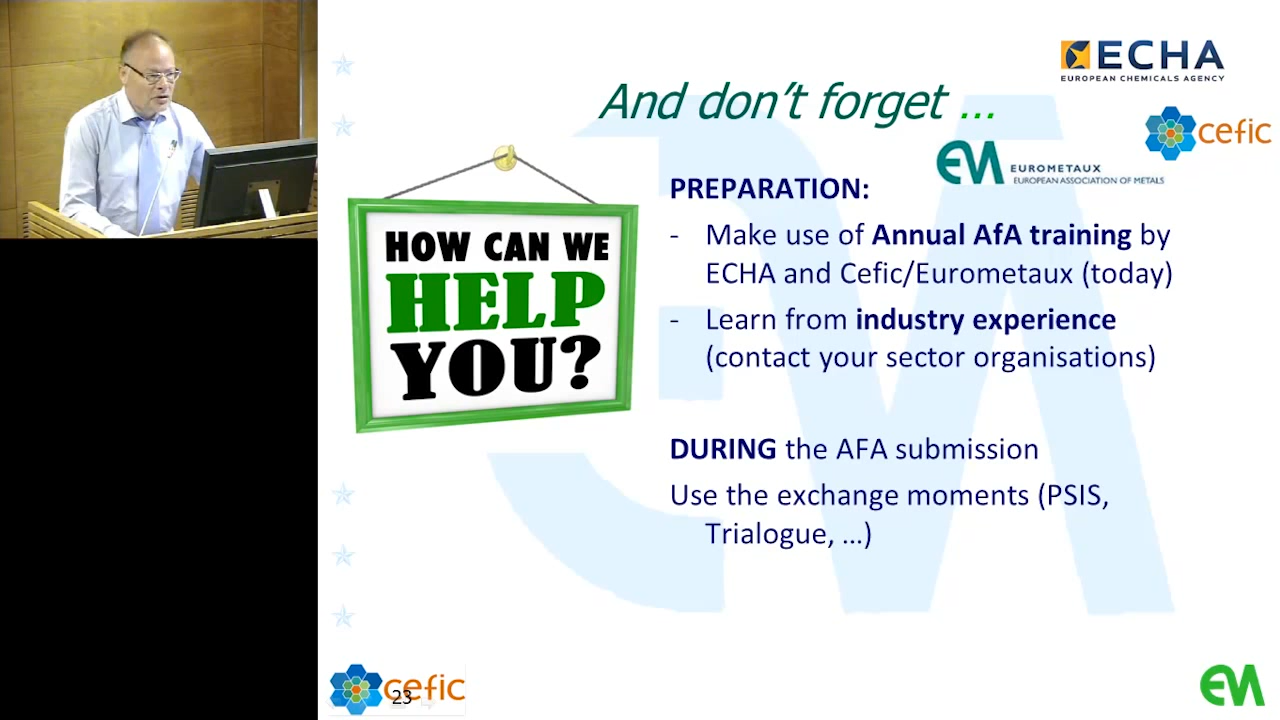 ECHA
EUROPEAN CHEMICALS AGENCY
And don't forget ...
cefic
EUROMETAUX
EUROPEAN ASSOCIATION OF METALS
HOW CAN WE
HELP
YOU?
PREPARATION:
- Make use of Annual AfA training by
ECHA and Cefic/Eurometaux (today)
- Learn from industry experience
(contact your sector organisations)
DURING the AFA submission
Use the exchange moments (PSIS,
Trialogue, ...)
cefic
23